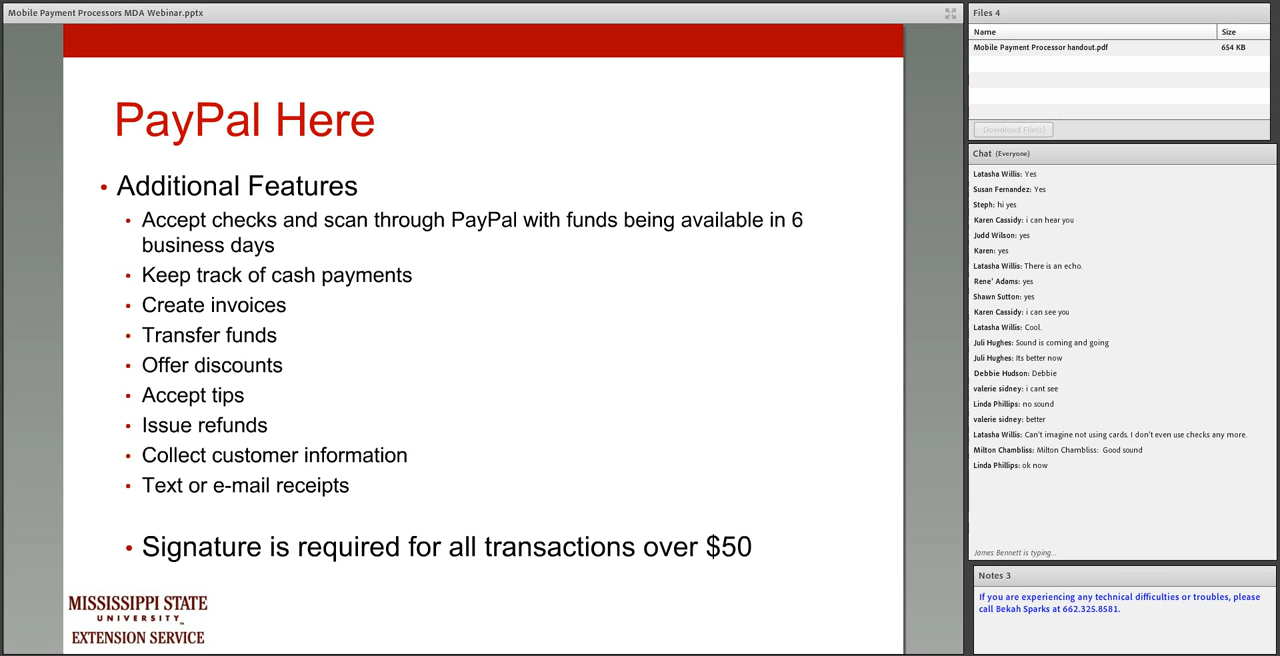 Mobile Payment Processors MDA Webinar.pptx
PayPal Here
• Additional Features
• Accept checks and scan through PayPal with funds being available in 6
business days
• Keep track of cash payments
• Create invoices
• Transfer funds
• Offer discounts
• Accept tips
• Issue refunds
• Collect customer information
• Text or e-mail receipts
• Signature is required for all transactions over $50
MISSISSIPPI STATE
UNIVERSITY™
EXTENSION SERVICE
Files 4
Name Size
Mobile Payment Processor handout.pdf 654 KB
Download File(s)
Chat (Everyone)
Latasha Willis: Yes
Susan Fernandez: Yes
Steph: hi yes
Karen Cassidy: i can hear you
Judd Wilson: yes
Karen: yes
Latasha Willis: There is an echo.
Rene' Adams: yes
Shawn Sutton: yes
Karen Cassidy: i can see you
Latasha Willis: Cool.
Juli Hughes: Sound is coming and going
Juli Hughes: Its better now
Debbie Hudson: Debbie
valerie sidney: i cant see
Linda Phillips: no sound
valerie sidney: better
Latasha Willis: Can't imagine not using cards. I don't even use checks any more.
Milton Chambliss: Milton Chambliss: Good sound
Linda Phillips: ok now
James Bennett is typing...
Notes 3
If you are experiencing any technical difficulties or troubles, please
call Bekah Sparks at 662.325.8581.